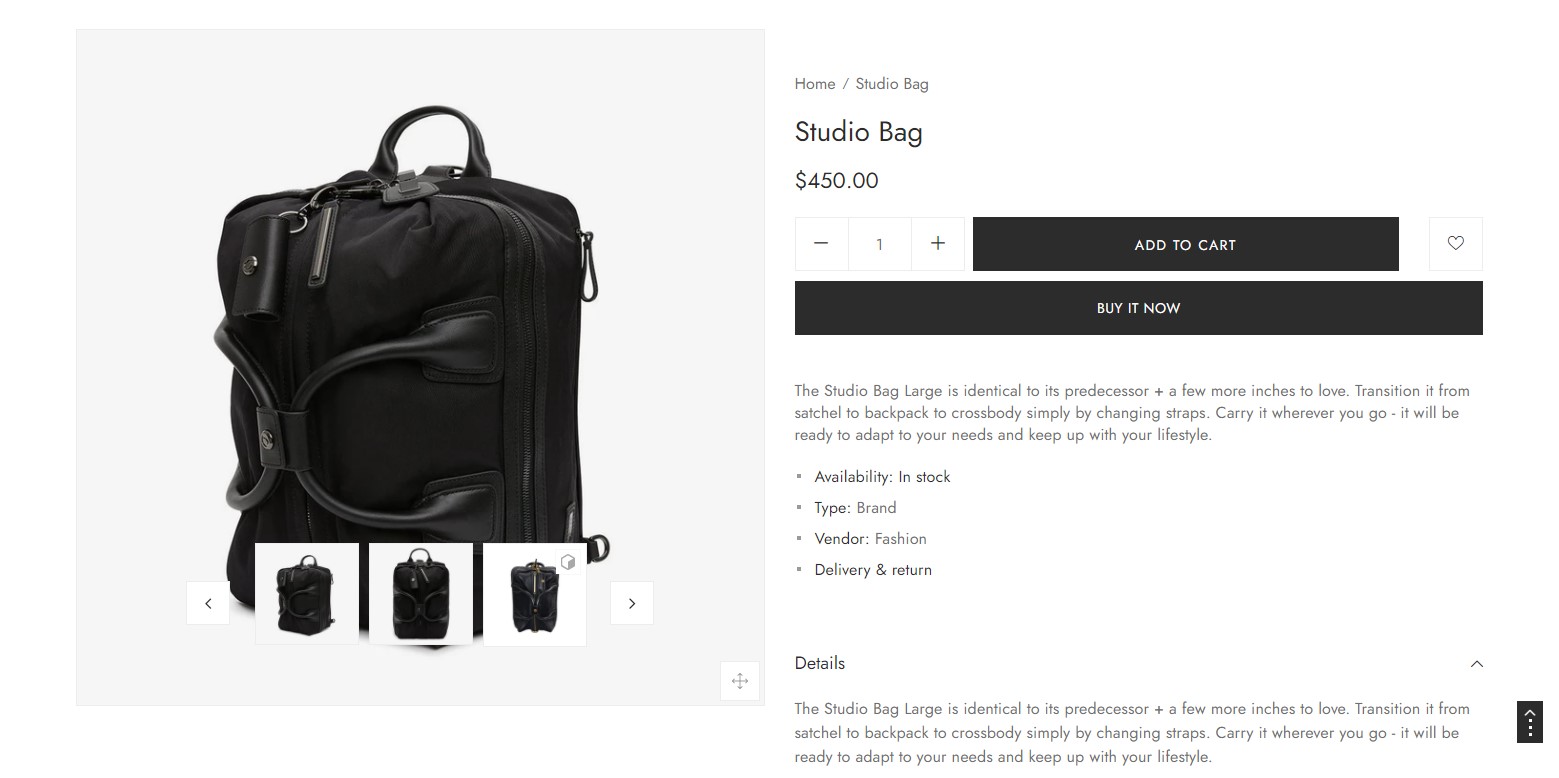 Home / Studio Bag
Studio Bag
$450.00
1
ADD TO CART
BUY IT NOW
The Studio Bag Large is identical to its predecessor + a few more inches to love. Transition it from
satchel to backpack to crossbody simply by changing straps. Carry it wherever you go - it will be
ready to adapt to your needs and keep up with your lifestyle.
Availability: In stock
Type: Brand
Vendor: Fashion
Delivery & return
Details
The Studio Bag Large is identical to its predecessor + a few more inches to love. Transition it from
satchel to backpack to crossbody simply by changing straps. Carry it wherever you go - it will be
ready to adapt to your needs and keep up with your lifestyle.